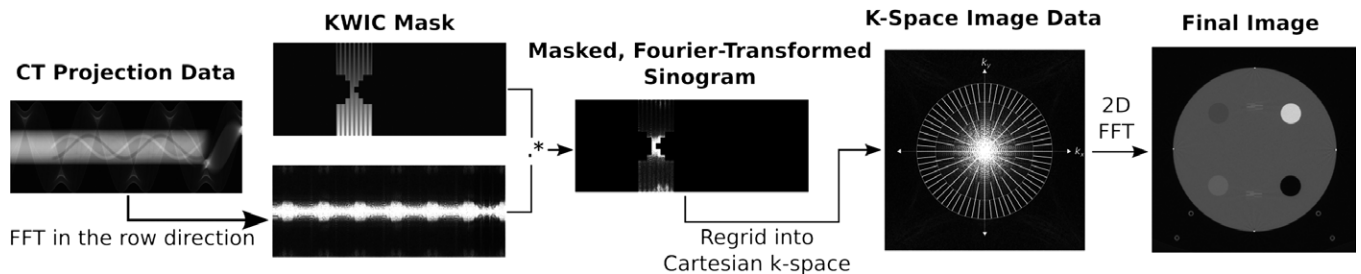 KWIC Mask
K-Space Image Data
Final Image
CT Projection Data
Masked, Fourier-Transformed
Sinogram
k_y
2D
FFT
.*
k_x
FFT in the row direction
Regrid into
Cartesian k-space